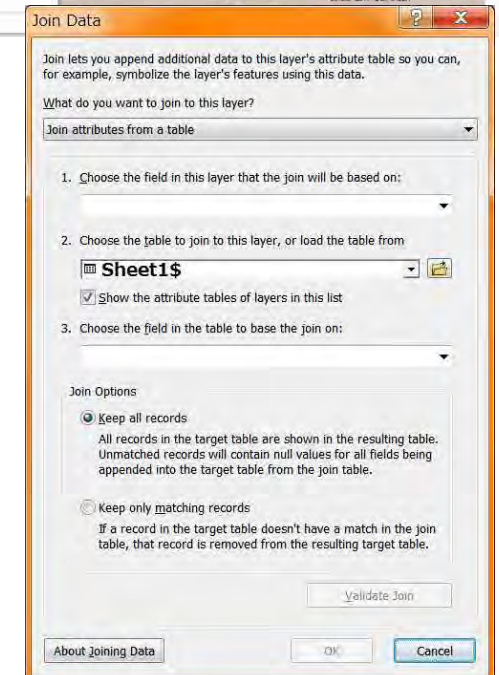 Join Data
Join lets you append additional data to this layer's attribute table so you can,
for example, symbolize the layer's features using this data.
What do you want to join to this layer?
Join attributes from a table
1. Choose the field in this layer that the join will be based on:
2. Choose the table to join to this layer, or load the table from
Sheet1$
Show the attribute tables of layers in this list
3. Choose the field in the table to base the join on:
Join Options
Keep all records
All records in the target table are shown in the resulting table.
Unmatched records will contain null values for all fields being
appended into the target table from the join table.
Keep only matching records
If a record in the target table doesn't have a match in the join
table, that record is removed from the resulting target table.
Validate Join
About Joining Data
OK
Cancel